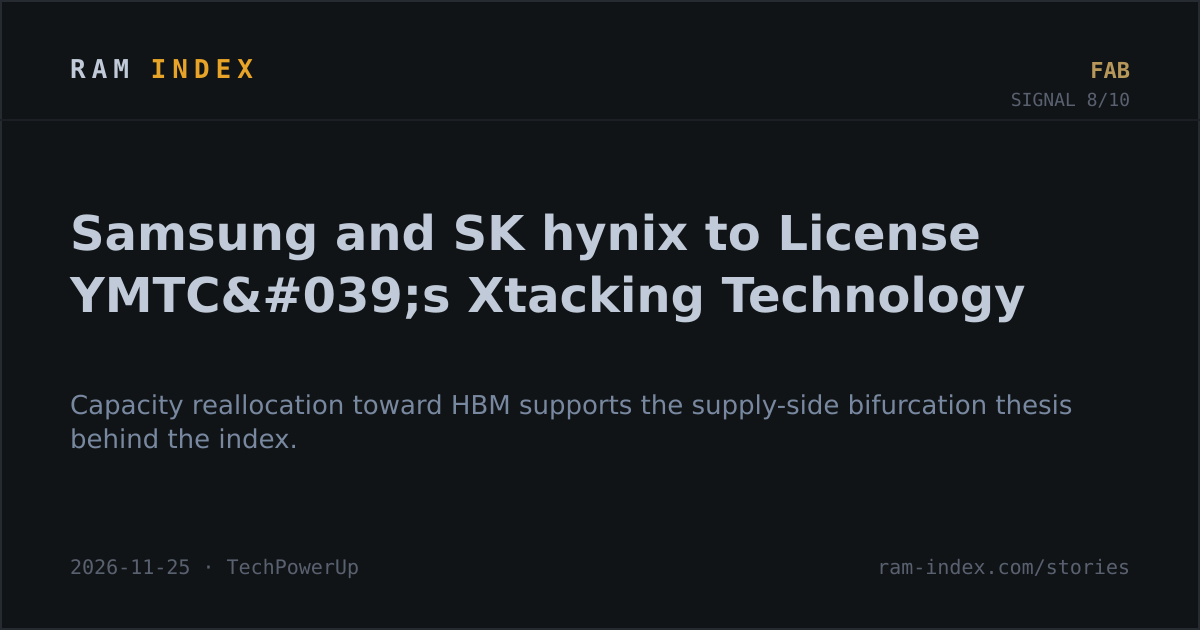 RAM INDEX
FAB
SIGNAL 8/10
Samsung and SK hynix to License
YMTC&#039;s Xtacking Technology
Capacity reallocation toward HBM supports the supply-side bifurcation thesis
behind the index.
2026-11-25 · TechPowerUp
ram-index.com/stories